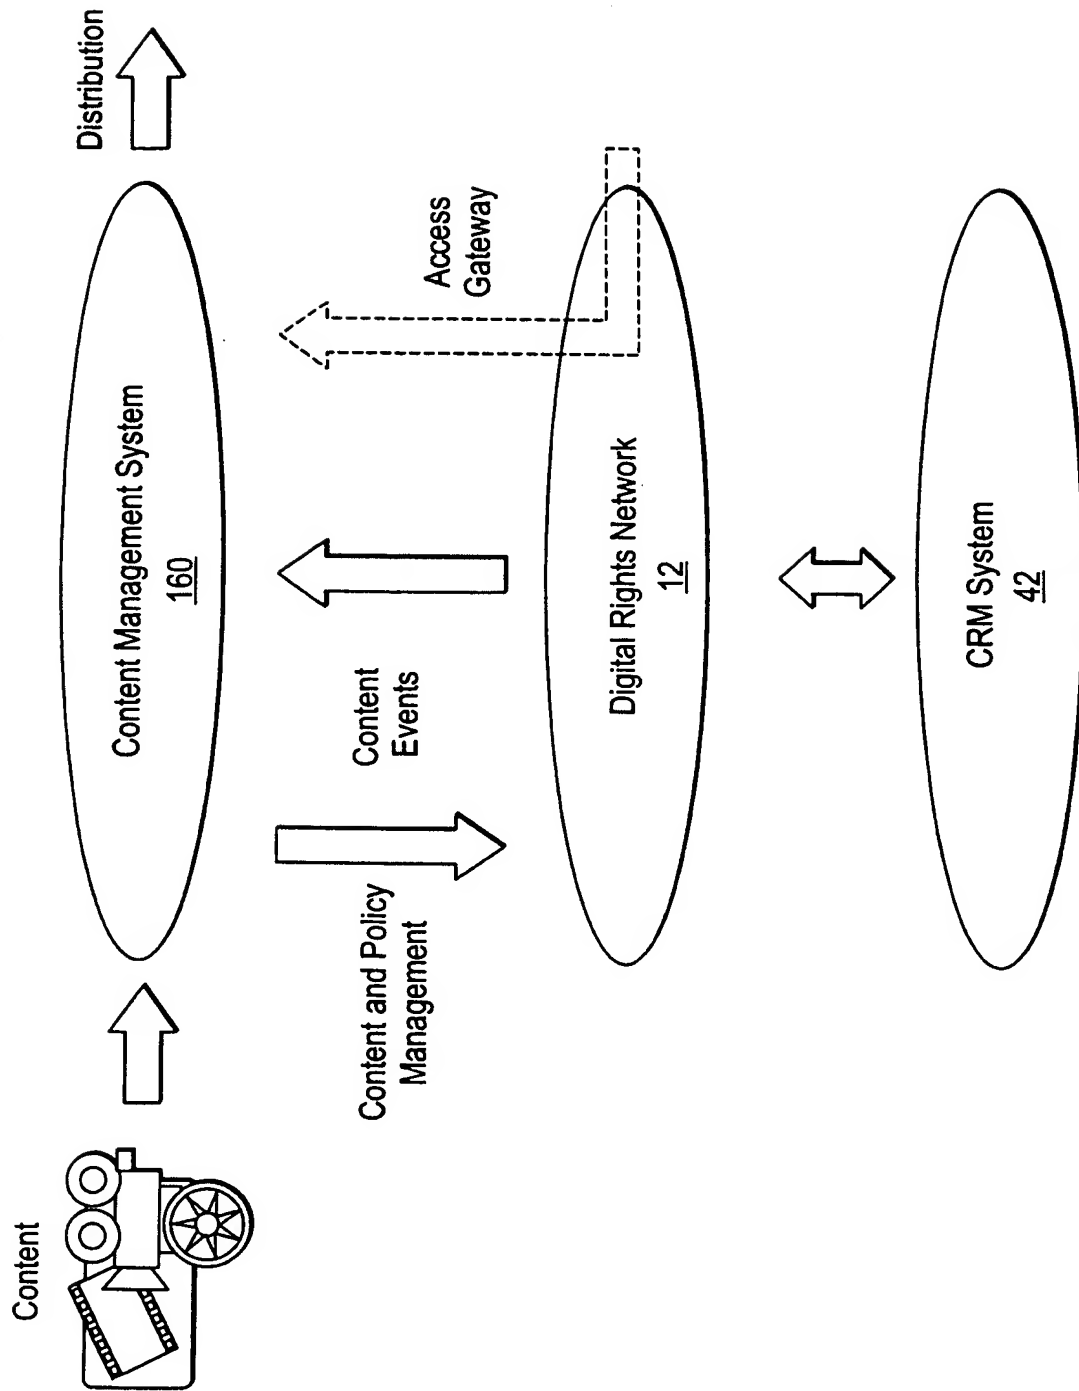 Content
Distribution
Content Management System
160
Content and Policy
Management
Content
Events
Access
Gateway
Digital Rights Network
12
CRM System
42